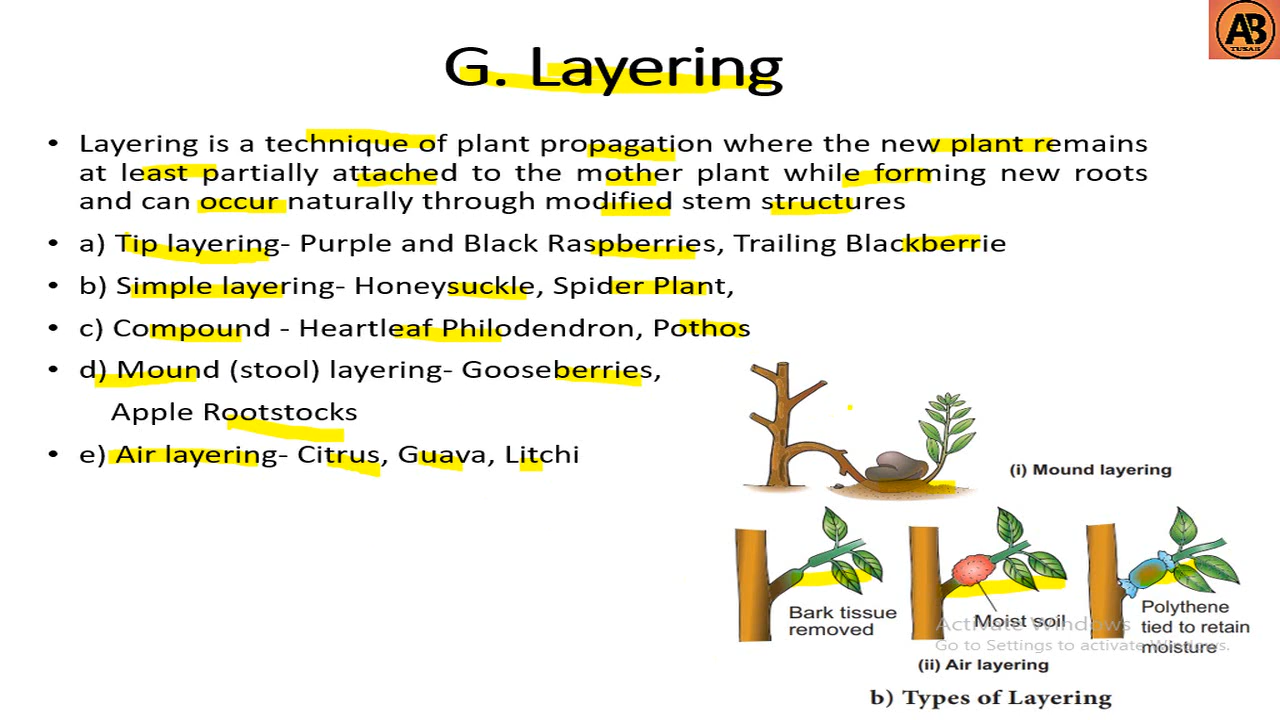 AB
TUSAR
G. Layering
• Layering is a technique of plant propagation where the new plant remains
at least partially attached to the mother plant while forming new roots
and can occur naturally through modified stem structures
• a) Tip layering- Purple and Black Raspberries, Trailing Blackberrie
• b) Simple layering- Honeysuckle, Spider Plant,
• c) Compound - Heartleaf Philodendron, Pothos
• d) Mound (stool) layering- Gooseberries,
Apple Rootstocks
• e) Air layering- Citrus, Guava, Litchi
(i) Mound layering
Bark tissue
removed
Moist soil
Polythene
tied to retain
moisture
Activate Windows
Go to Settings to activate Windows.
(ii) Air layering
b) Types of Layering